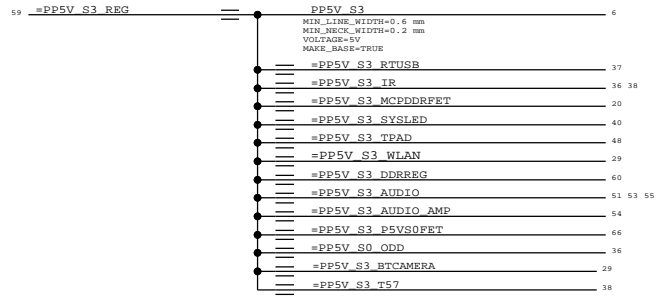 59 =PP5V_S3_REG PP5V_S3 6
MIN_LINE_WIDTH=0.6 mm
MIN_NECK_WIDTH=0.2 mm
VOLTAGE=5V
MAKE_BASE=TRUE
=PP5V_S3_RTUSB 37
=PP5V_S3_IR 36 38
=PP5V_S3_MCPDDRFET 20
=PP5V_S3_SYSLED 40
=PP5V_S3_TPAD 48
=PP5V_S3_WLAN 29
=PP5V_S3_DDRREG 60
=PP5V_S3_AUDIO 51 53 55
=PP5V_S3_AUDIO_AMP 54
=PP5V_S3_P5VS0FET 66
=PP5V_S0_ODD 36
=PP5V_S3_BTCAMERA 29
=PP5V_S3_T57 38